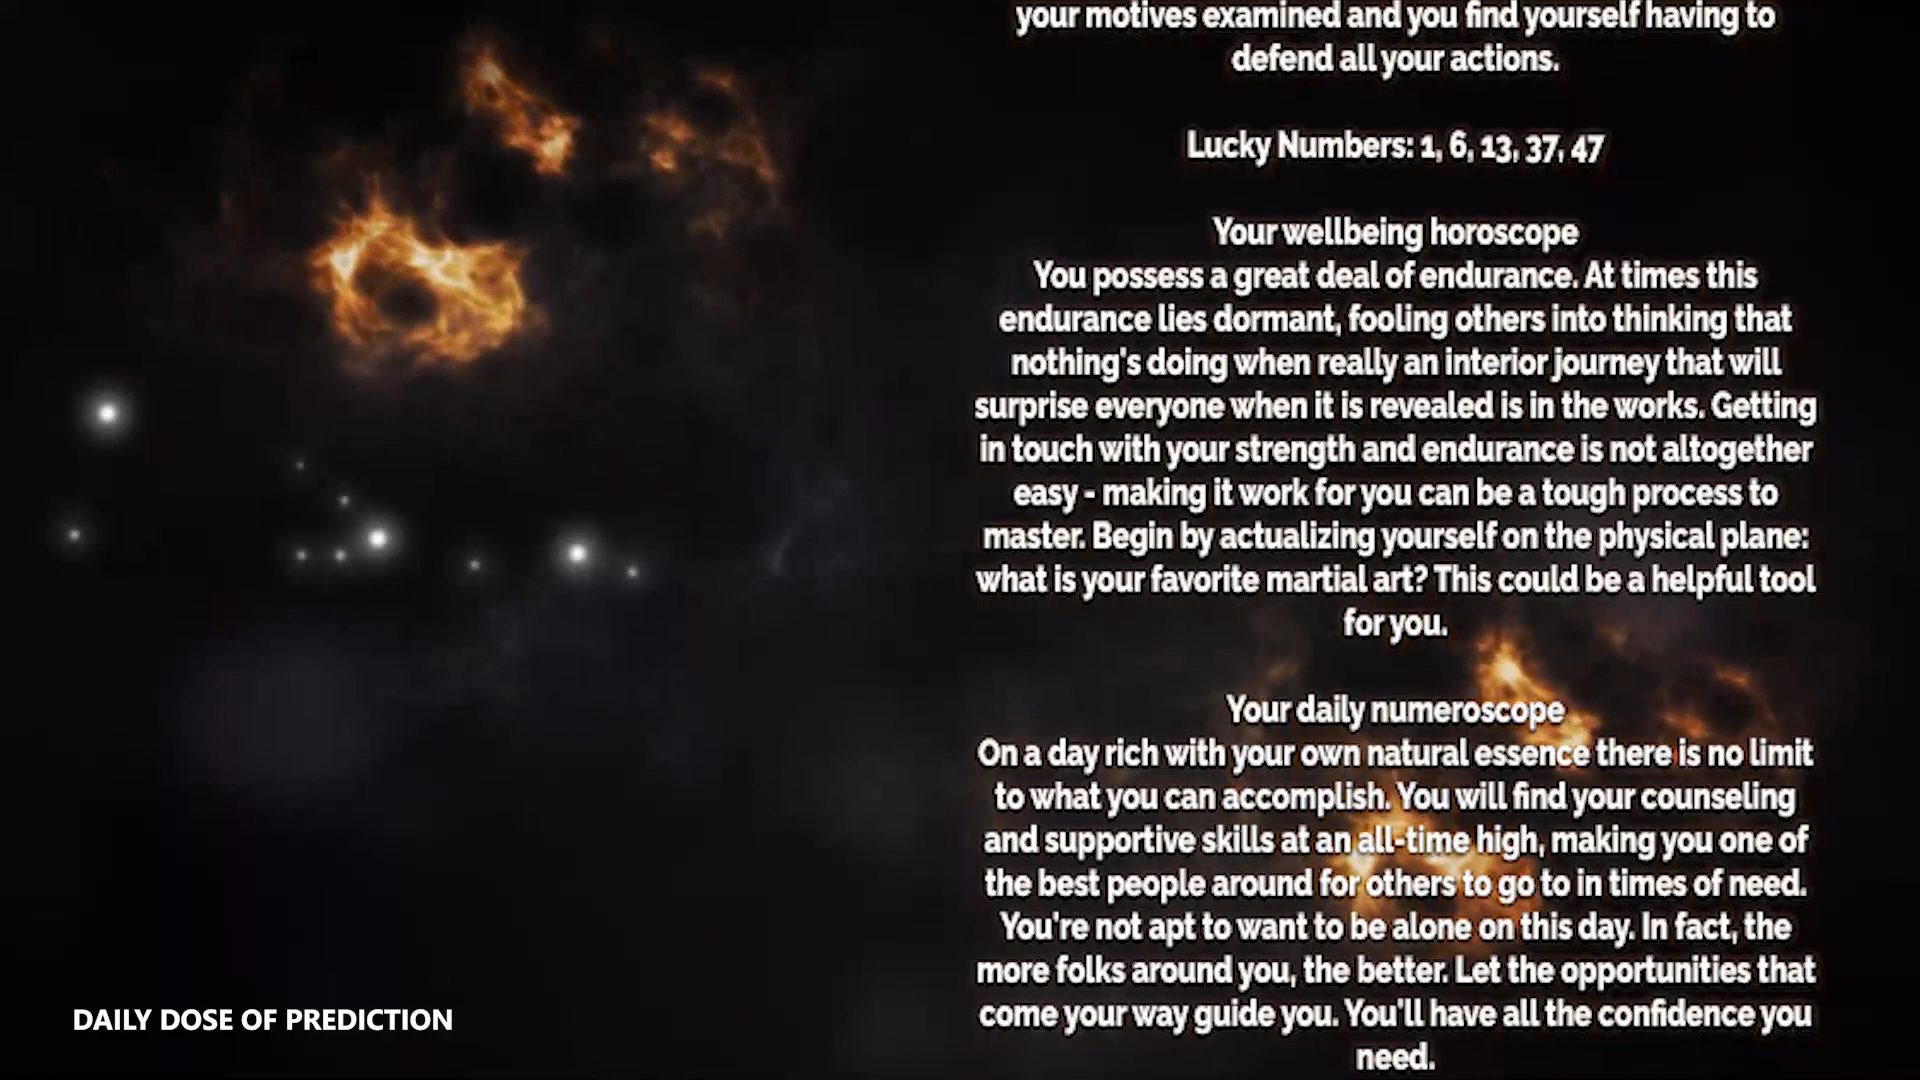 your motives examined and you find yourself having to
defend all your actions.
Lucky Numbers: 1, 6, 13, 37, 47
Your wellbeing horoscope
You possess a great deal of endurance. At times this
endurance lies dormant, fooling others into thinking that
nothing's doing when really an interior journey that will
surprise everyone when it is revealed is in the works. Getting
in touch with your strength and endurance is not altogether
easy - making it work for you can be a tough process to
master. Begin by actualizing yourself on the physical plane:
what is your favorite martial art? This could be a helpful tool
for you.
Your daily numeroscope
On a day rich with your own natural essence there is no limit
to what you can accomplish. You will find your counseling
and supportive skills at an all-time high, making you one of
the best people around for others to go to in times of need.
You're not apt to want to be alone on this day. In fact, the
more folks around you, the better. Let the opportunities that
come your way guide you. You'll have all the confidence you
need.
DAILY DOSE OF PREDICTION